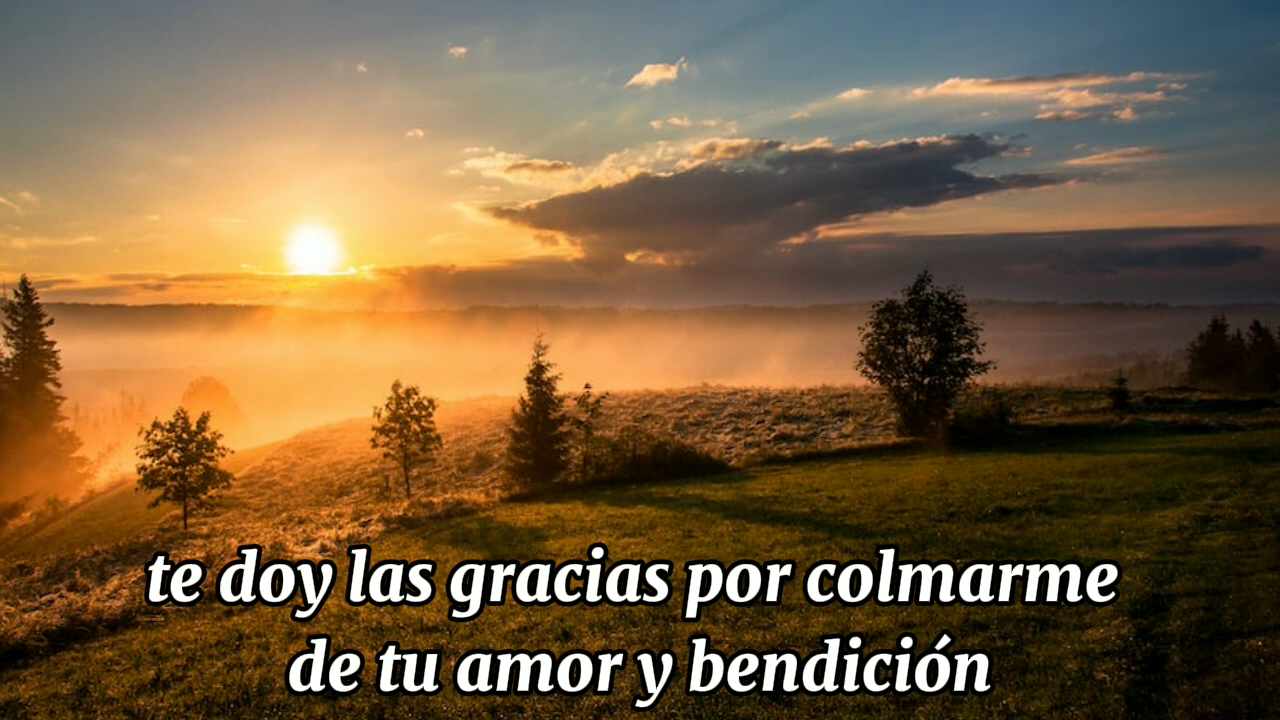 te doy las gracias por colmarme
de tu amor y bendición